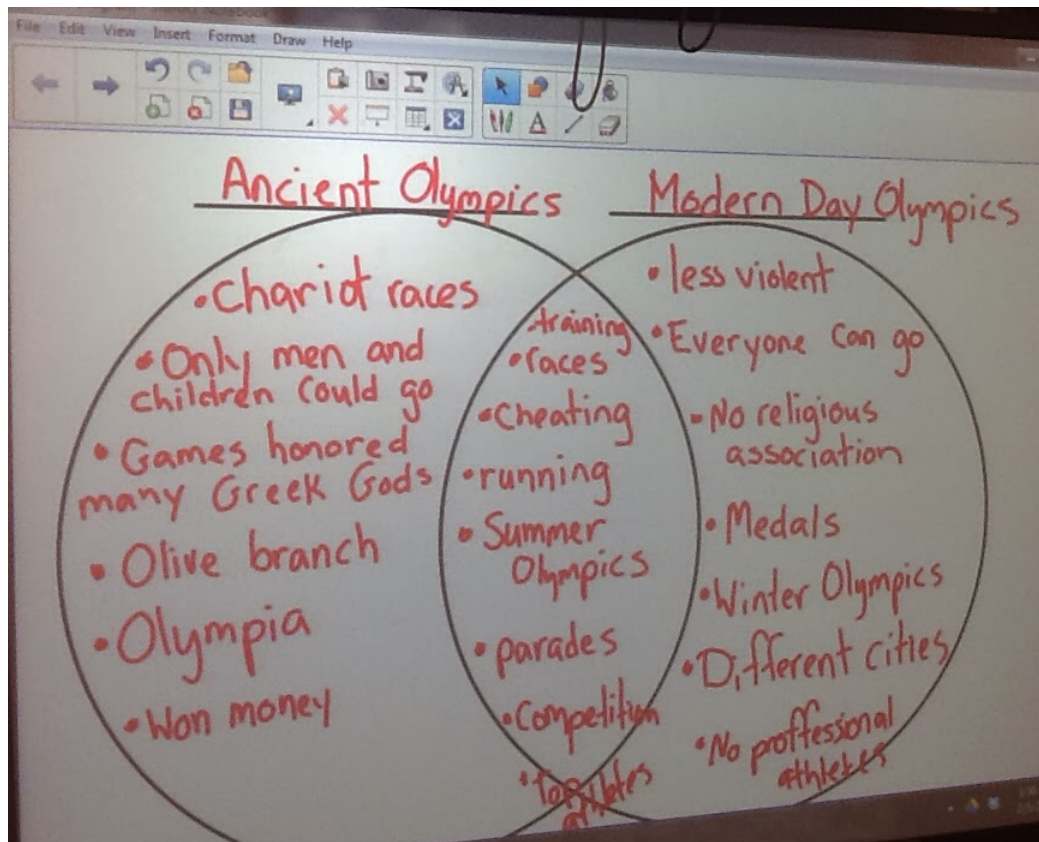 File Edit View Insert Format Draw Help
Ancient Olympics
•Chariot races
•Only men and
children could go
•Games honored
many Greek Gods
•Olive branch
•Olympia
•Won money
•training
•races
•Cheating
•running
•Summer
Olympics
•parades
•Competition
•Top
Modern Day Olympics
•less violent
•Everyone can go
•No religious
association
•Medals
•Winter Olympics
•Different cities
•No proffessional
athletes